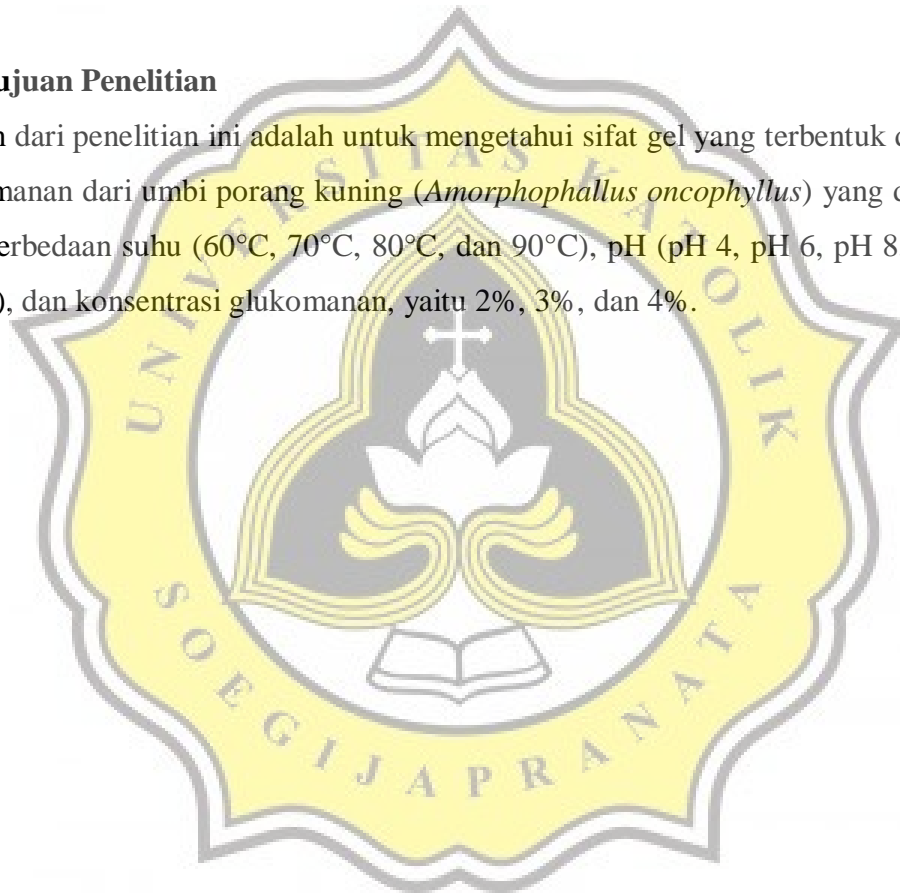 ujuan Penelitian
dari penelitian ini adalah untuk mengetahui sifat gel yang terbentuk
manan dari umbi porang kuning (Amorphophallus oncophyllus) yang
erbedaan suhu (60°C, 70°C, 80°C, dan 90°C), pH (pH 4, pH 6, pH 8
), dan konsentrasi glukomanan, yaitu 2%, 3%, dan 4%.
UNIVERSITAS KATOLIK
SOEGIJAPRANATA